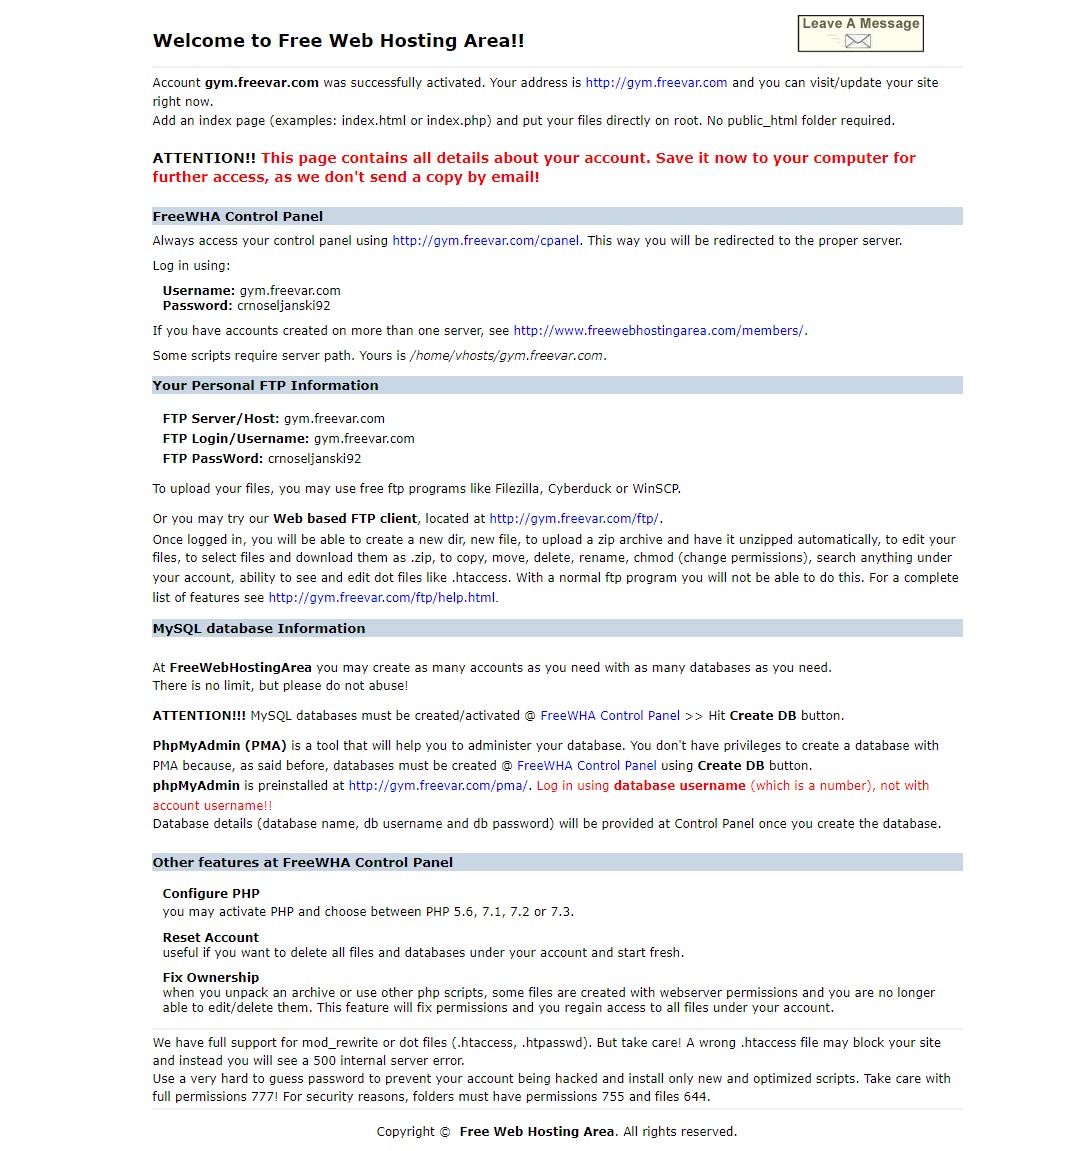 Leave A Message
Welcome to Free Web Hosting Area!!
Account gym.freevar.com was successfully activated. Your address is http://gym.freevar.com and you can visit/update your site
right now.
Add an index page (examples: index.html or index.php) and put your files directly on root. No public_html folder required.
ATTENTION!! This page contains all details about your account. Save it now to your computer for
further access, as we don't send a copy by email!
FreeWHA Control Panel
Always access your control panel using http://gym.freevar.com/cpanel. This way you will be redirected to the proper server.
Log in using:
Username: gym.freevar.com
Password: crnoseljanski92
If you have accounts created on more than one server, see http://www.freewebhostingarea.com/members/.
Some scripts require server path. Yours is /home/vhosts/gym.freevar.com.
Your Personal FTP Information
FTP Server/Host: gym.freevar.com
FTP Login/Username: gym.freevar.com
FTP PassWord: crnoseljanski92
To upload your files, you may use free ftp programs like Filezilla, Cyberduck or WinSCP.
Or you may try our Web based FTP client, located at http://gym.freevar.com/ftp/.
Once logged in, you will be able to create a new dir, new file, to upload a zip archive and have it unzipped automatically, to edit your
files, to select files and download them as .zip, to copy, move, delete, rename, chmod (change permissions), search anything under
your account, ability to see and edit dot files like .htaccess. With a normal ftp program you will not be able to do this. For a complete
list of features see http://gym.freevar.com/ftp/help.html.
MySQL database Information
At FreeWebHostingArea you may create as many accounts as you need with as many databases as you need.
There is no limit, but please do not abuse!
ATTENTION!!! MySQL databases must be created/activated @ FreeWHA Control Panel >> Hit Create DB button.
PhpMyAdmin (PMA) is a tool that will help you to administer your database. You don't have privileges to create a database with
PMA because, as said before, databases must be created @ FreeWHA Control Panel using Create DB button.
phpMyAdmin is preinstalled at http://gym.freevar.com/pma/. Log in using database username (which is a number), not with
account username!!
Database details (database name, db username and db password) will be provided at Control Panel once you create the database.
Other features at FreeWHA Control Panel
Configure PHP
you may activate PHP and choose between PHP 5.6, 7.1, 7.2 or 7.3.
Reset Account
useful if you want to delete all files and databases under your account and start fresh.
Fix Ownership
when you unpack an archive or use other php scripts, some files are created with webserver permissions and you are no longer
able to edit/delete them. This feature will fix permissions and you regain access to all files under your account.
We have full support for mod_rewrite or dot files (.htaccess, .htpasswd). But take care! A wrong .htaccess file may block your site
and instead you will see a 500 internal server error.
Use a very hard to guess password to prevent your account being hacked and install only new and optimized scripts. Take care with
full permissions 777! For security reasons, folders must have permissions 755 and files 644.
Copyright © Free Web Hosting Area. All rights reserved.